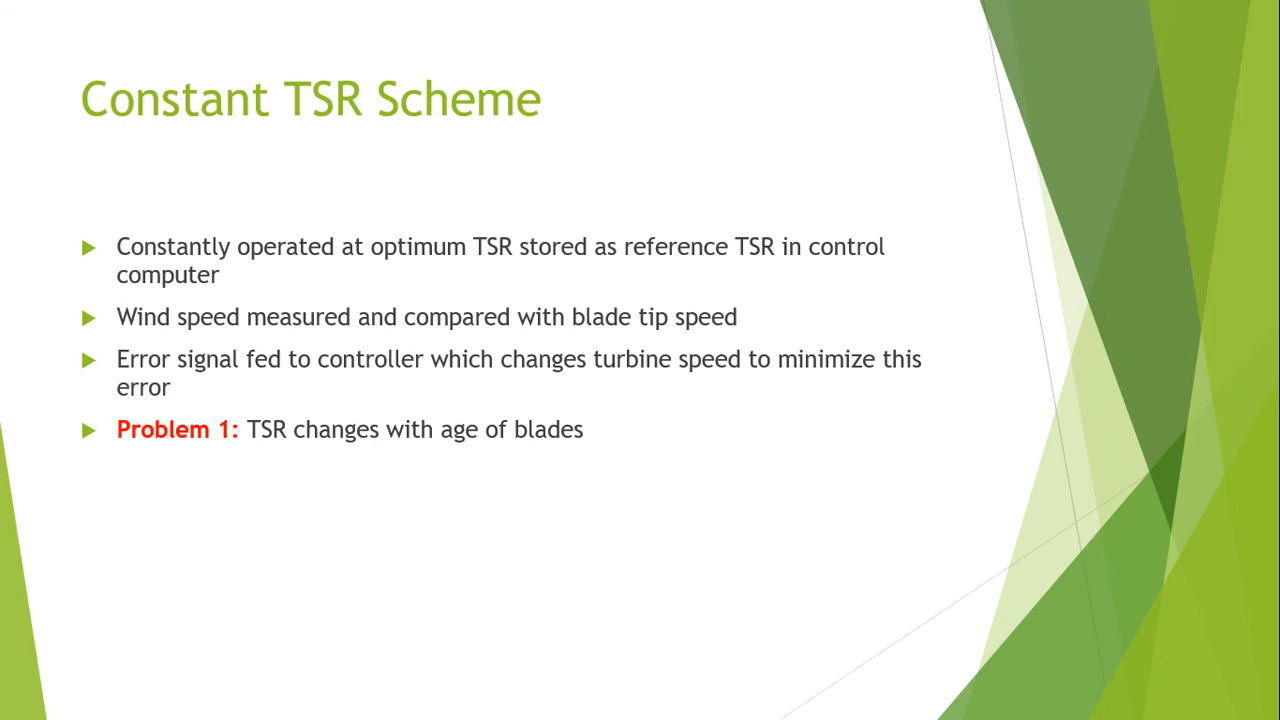 Constant TSR Scheme
Constantly operated at optimum TSR stored as reference TSR in control
computer
Wind speed measured and compared with blade tip speed
Error signal fed to controller which changes turbine speed to minimize this
error
Problem 1: TSR changes with age of blades